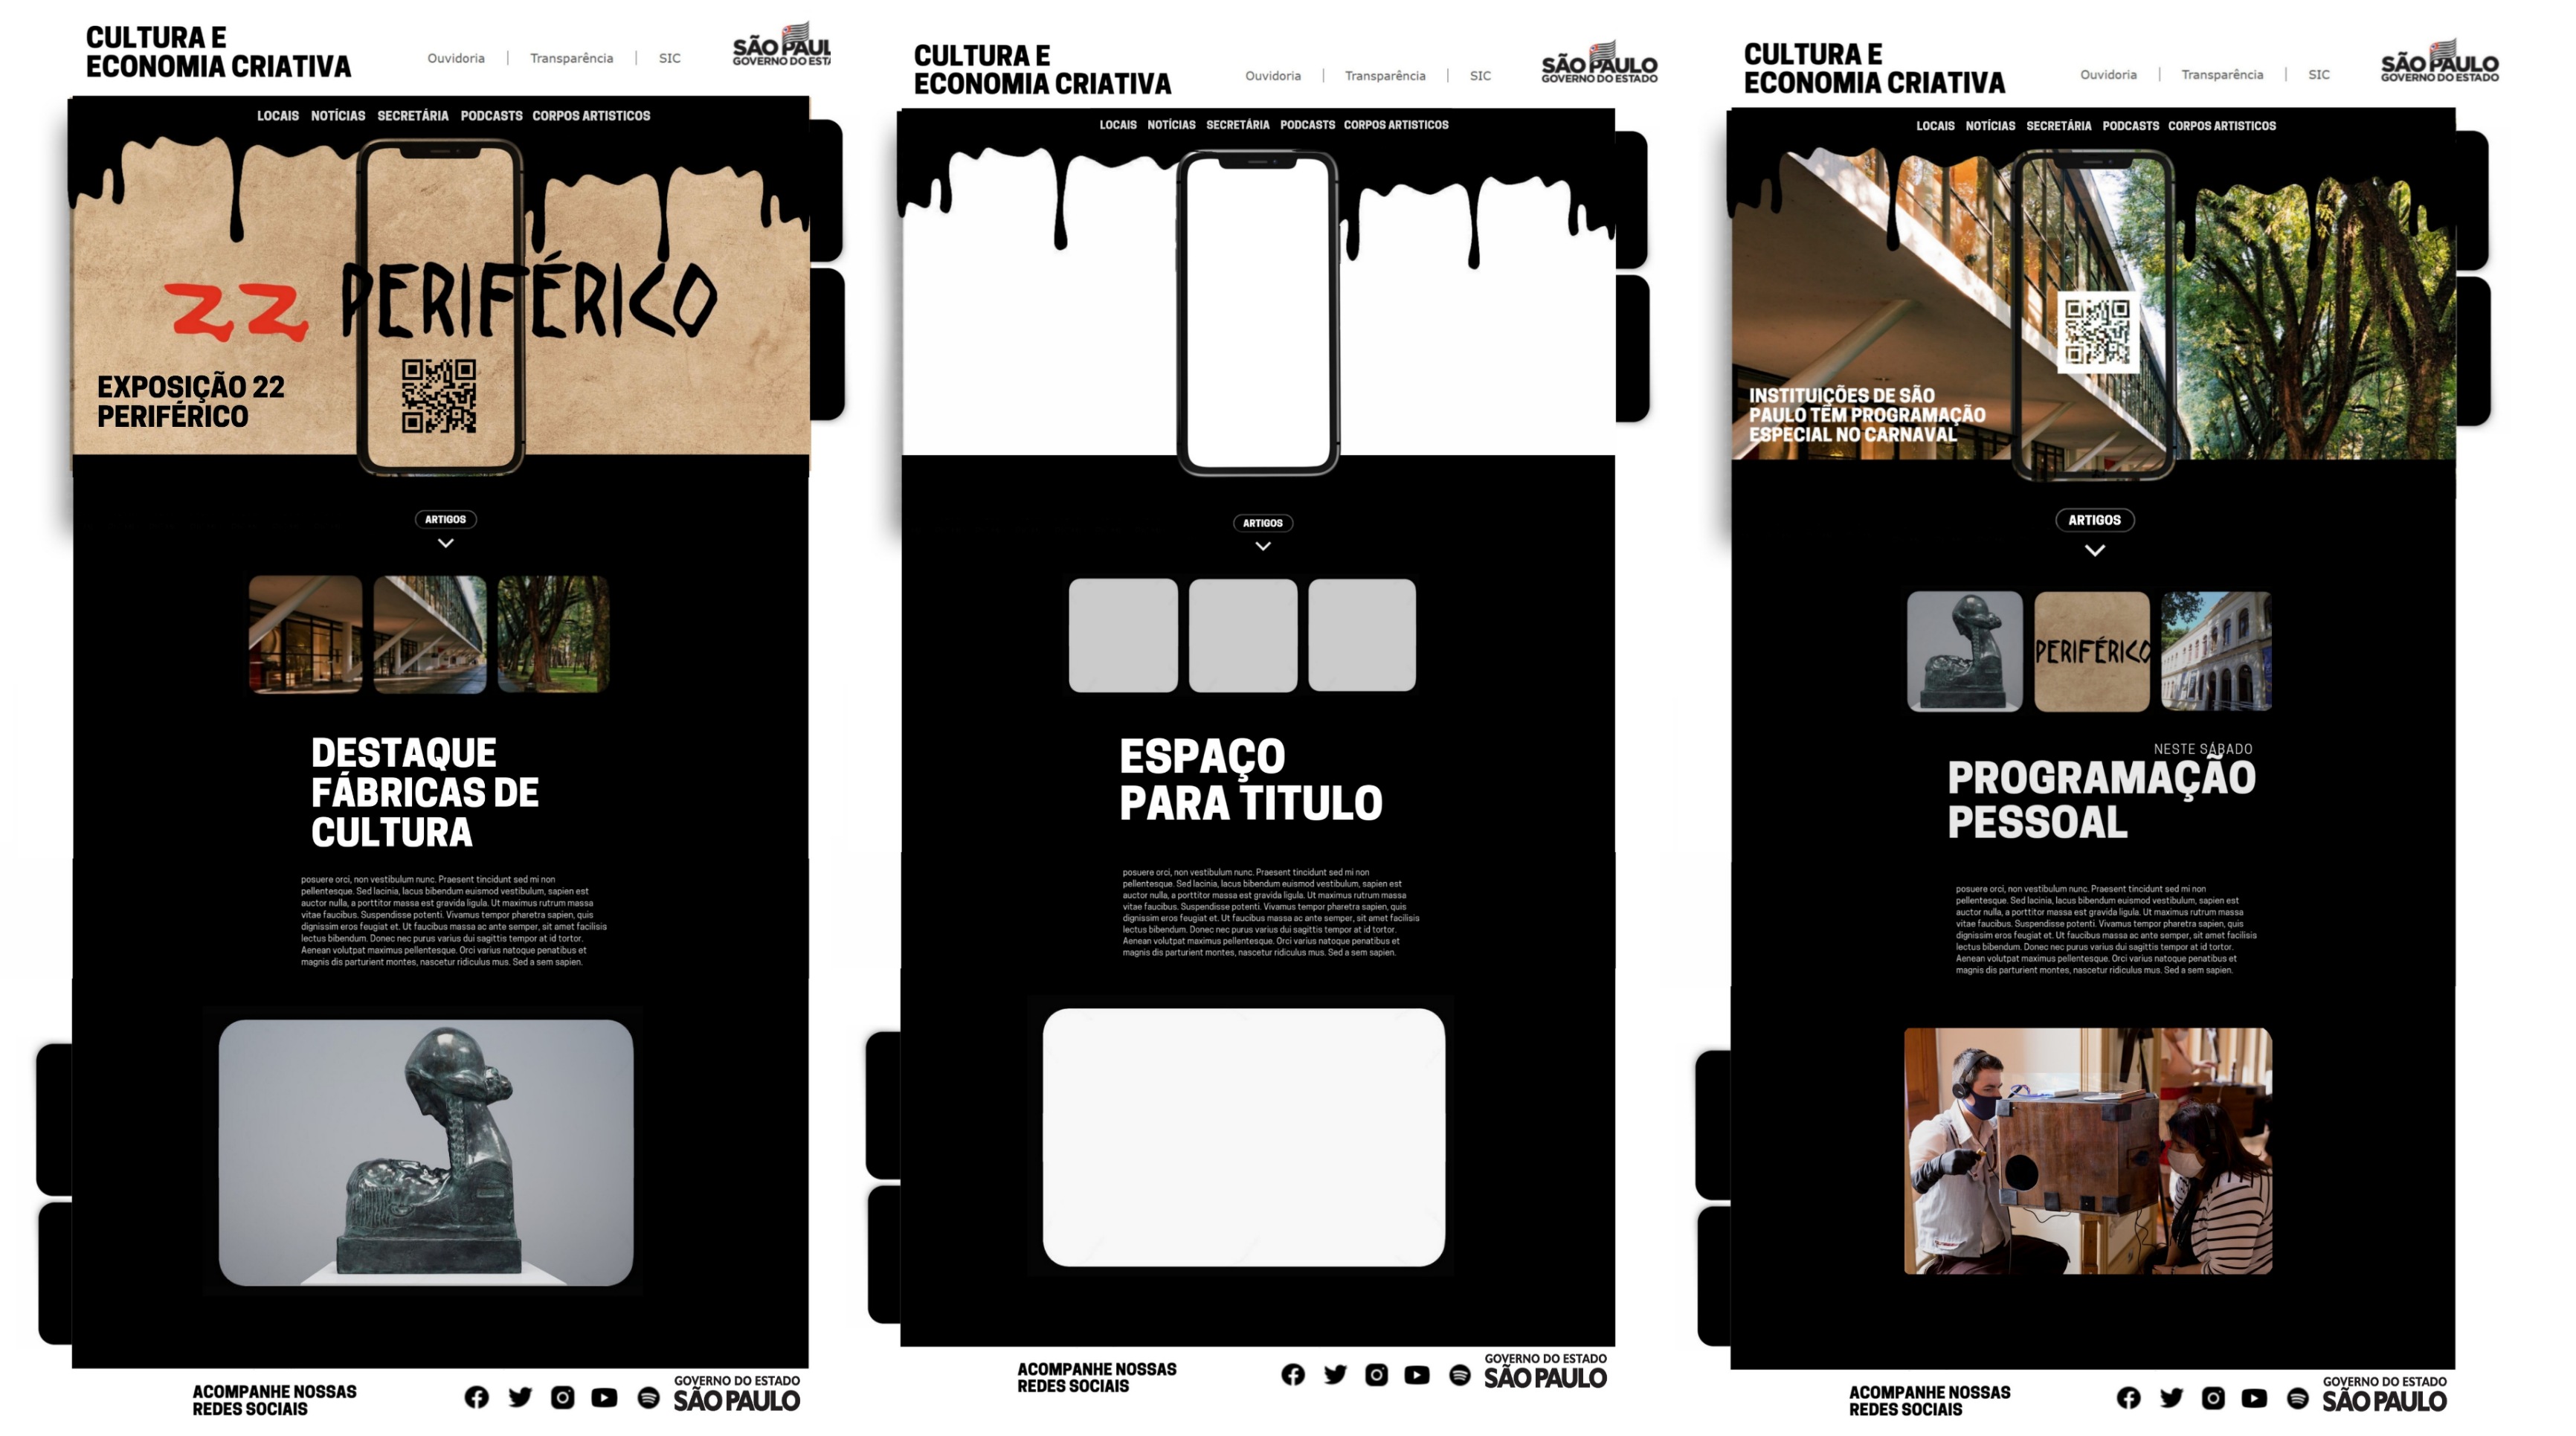 CULTURA E
ECONOMIA CRIATIVA
Ouvidoria | Transparência | SIC
SÃO PAUL
GOVERNO DO ESTA
LOCAIS NOTÍCIAS SECRETÁRIA PODCASTS CORPOS ARTISTICOS
22 PERIFÉRICO
EXPOSIÇÃO 22
PERIFÉRICO
ARTIGOS
DESTAQUE
FÁBRICAS DE
CULTURA
posuere orci, non vestibulum nunc. Praesent tincidunt sed mi non
pellentesque. Sed lacinia, lacus bibendum euismod vestibulum, sapien est
auctor nulla, a porttitor massa est gravida ligula. Ut maximus rutrum massa
vitae faucibus. Suspendisse potenti. Vivamus tempor pharetra sapien, quis
dignissim eros feugiat et. Ut faucibus massa ac ante semper, sit amet facilisis
lectus bibendum. Donec nec purus varius dui sagittis tempor at id tortor.
Aenean volutpat maximus pellentesque. Orci varius natoque penatibus et
magnis dis parturient montes, nascetur ridiculus mus. Sed a sem sapien.
ACOMPANHE NOSSAS
REDES SOCIAIS
GOVERNO DO ESTADO
SÃO PAULO
CULTURA E
ECONOMIA CRIATIVA
Ouvidoria | Transparência | SIC
SÃO PAULO
GOVERNO DO ESTADO
LOCAIS NOTÍCIAS SECRETÁRIA PODCASTS CORPOS ARTISTICOS
ARTIGOS
ESPAÇO
PARA TITULO
posuere orci, non vestibulum nunc. Praesent tincidunt sed mi non
pellentesque. Sed lacinia, lacus bibendum euismod vestibulum, sapien est
auctor nulla, a porttitor massa est gravida ligula. Ut maximus rutrum massa
vitae faucibus. Suspendisse potenti. Vivamus tempor pharetra sapien, quis
dignissim eros feugiat et. Ut faucibus massa ac ante semper, sit amet facilisis
lectus bibendum. Donec nec purus varius dui sagittis tempor at id tortor.
Aenean volutpat maximus pellentesque. Orci varius natoque penatibus et
magnis dis parturient montes, nascetur ridiculus mus. Sed a sem sapien.
ACOMPANHE NOSSAS
REDES SOCIAIS
GOVERNO DO ESTADO
SÃO PAULO
CULTURA E
ECONOMIA CRIATIVA
Ouvidoria | Transparência | SIC
SÃO PAULO
GOVERNO DO ESTADO
LOCAIS NOTÍCIAS SECRETÁRIA PODCASTS CORPOS ARTISTICOS
INSTITUIÇÕES DE SÃO
PAULO TÊM PROGRAMAÇÃO
ESPECIAL NO CARNAVAL
ARTIGOS
PERIFÉRICO
NESTE SÁBADO
PROGRAMAÇÃO
PESSOAL
posuere orci, non vestibulum nunc. Praesent tincidunt sed mi non
pellentesque. Sed lacinia, lacus bibendum euismod vestibulum, sapien est
auctor nulla, a porttitor massa est gravida ligula. Ut maximus rutrum massa
vitae faucibus. Suspendisse potenti. Vivamus tempor pharetra sapien, quis
dignissim eros feugiat et. Ut faucibus massa ac ante semper, sit amet facilisis
lectus bibendum. Donec nec purus varius dui sagittis tempor at id tortor.
Aenean volutpat maximus pellentesque. Orci varius natoque penatibus et
magnis dis parturient montes, nascetur ridiculus mus. Sed a sem sapien.
ACOMPANHE NOSSAS
REDES SOCIAIS
GOVERNO DO ESTADO
SÃO PAULO